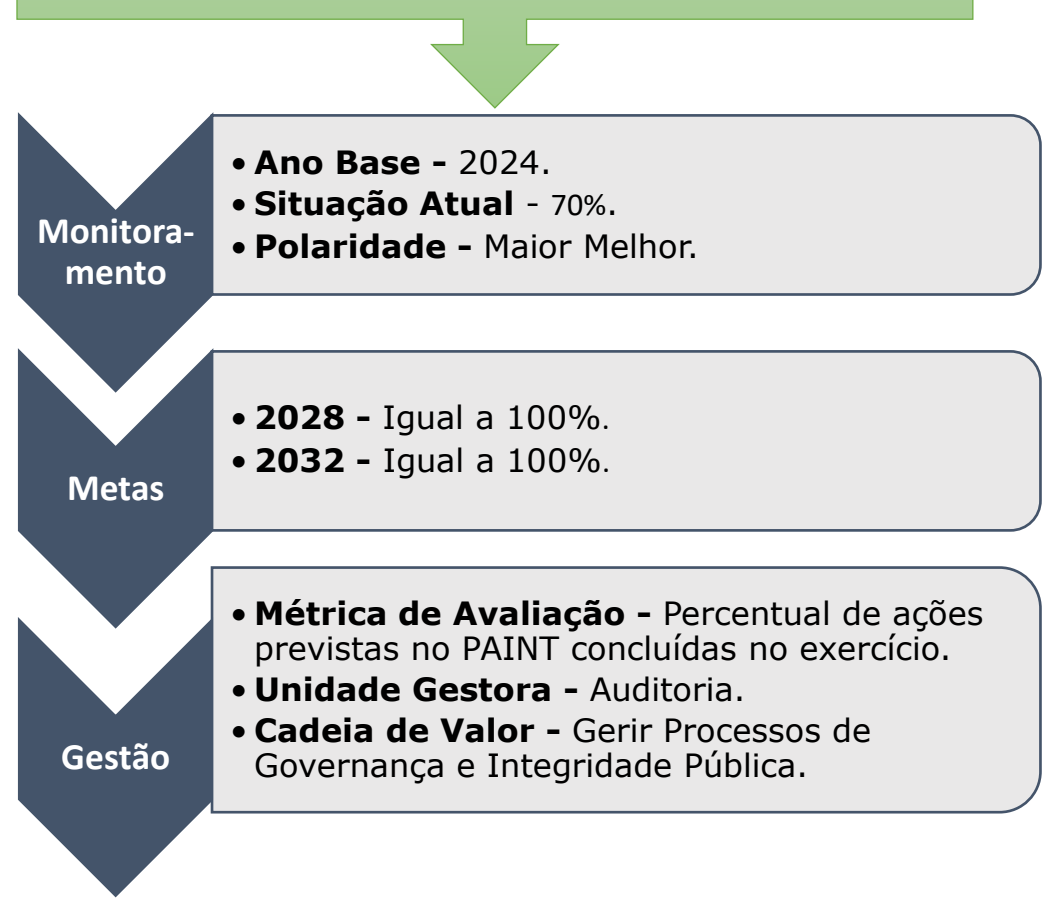 Monitora-
mento
• Ano Base - 2024.
• Situação Atual - 70%.
• Polaridade - Maior Melhor.
Metas
• 2028 - Igual a 100%.
• 2032 - Igual a 100%.
Gestão
• Métrica de Avaliação - Percentual de ações
previstas no PAINT concluídas no exercício.
• Unidade Gestora - Auditoria.
• Cadeia de Valor - Gerir Processos de
Governança e Integridade Pública.